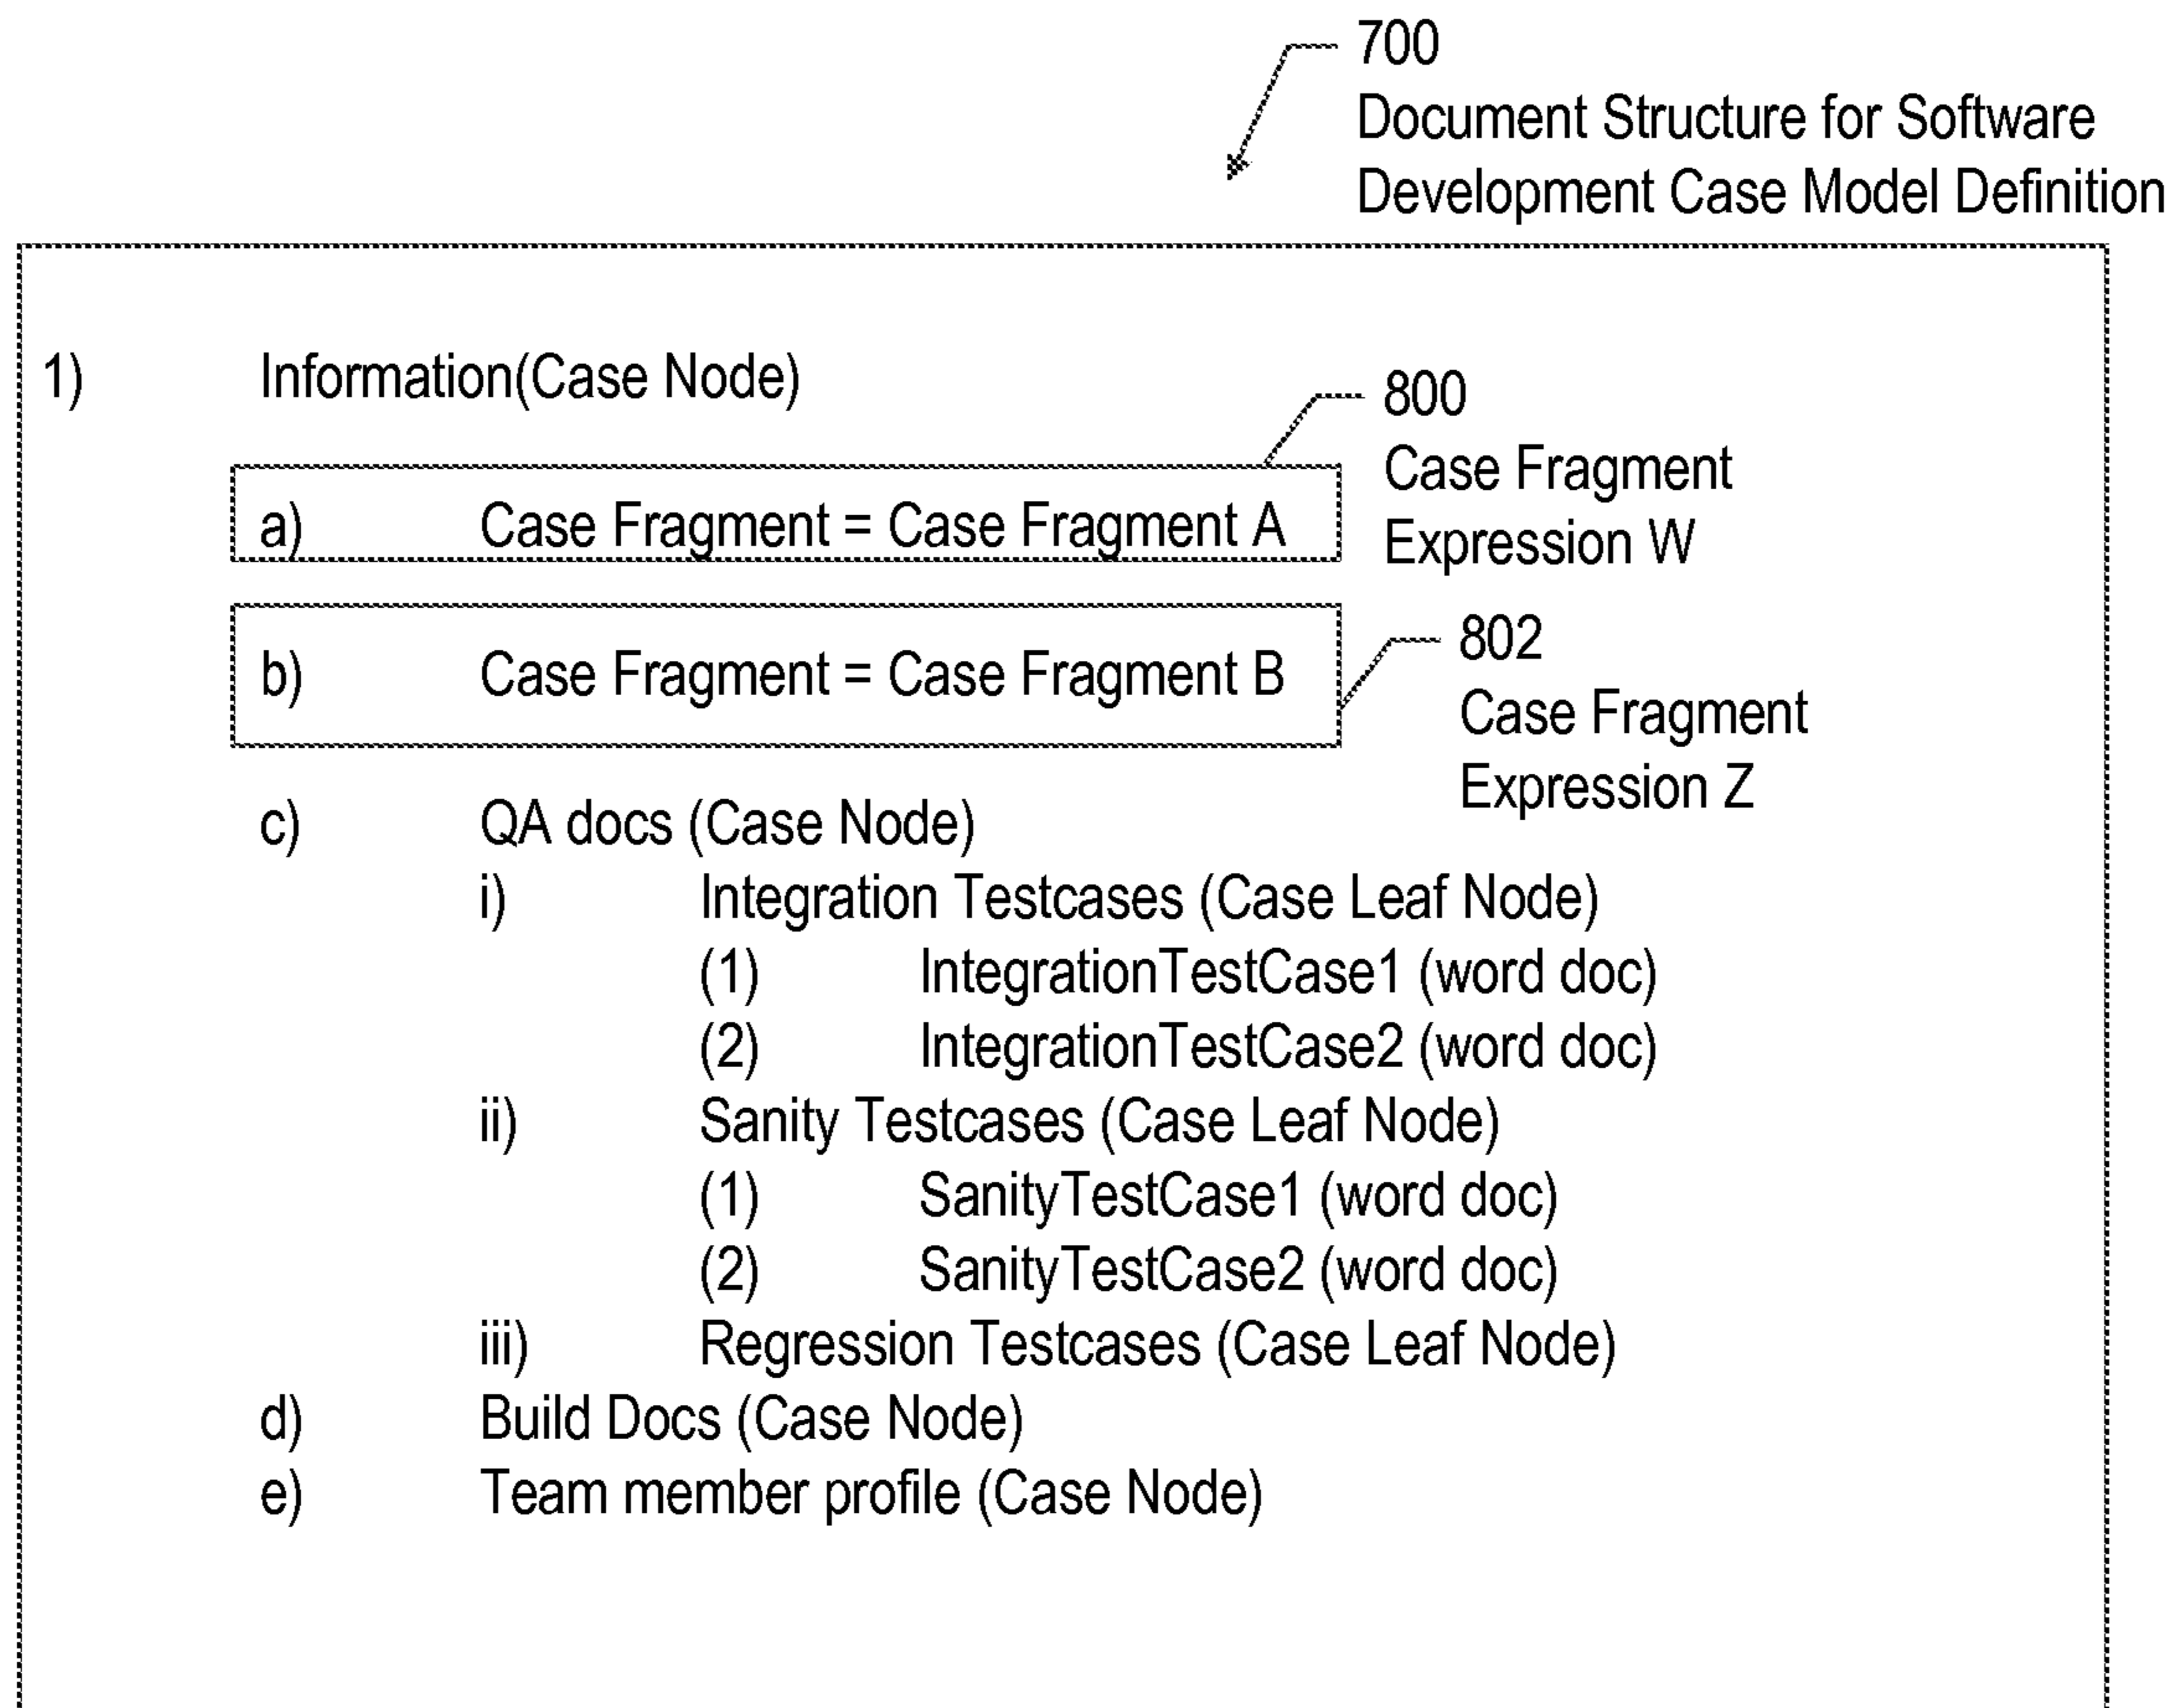 700
Document Structure for Software
Development Case Model Definition
1) Information(Case Node)
800
Case Fragment
Expression W
a) Case Fragment = Case Fragment A
802
Case Fragment
Expression Z
b) Case Fragment = Case Fragment B
c) QA docs (Case Node)
i) Integration Testcases (Case Leaf Node)
(1) IntegrationTestCase1 (word doc)
(2) IntegrationTestCase2 (word doc)
ii) Sanity Testcases (Case Leaf Node)
(1) SanityTestCase1 (word doc)
(2) SanityTestCase2 (word doc)
iii) Regression Testcases (Case Leaf Node)
d) Build Docs (Case Node)
e) Team member profile (Case Node)